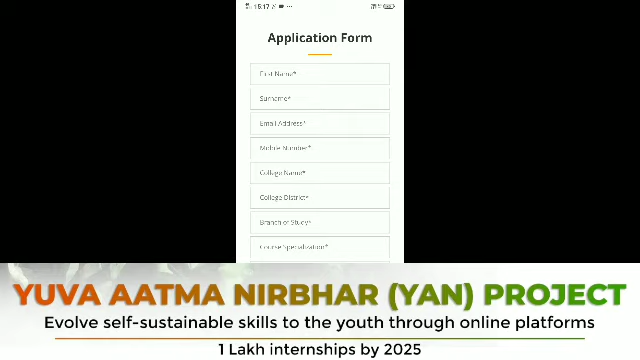 15:17
Application Form
First Name*
Surname*
Email Address*
Mobile Number*
College Name*
College District*
Branch of Study*
Course Specialization*
YUVA AATMA NIRBHAR (YAN) PROJECT
Evolve self-sustainable skills to the youth through online platforms
1 Lakh internships by 2025